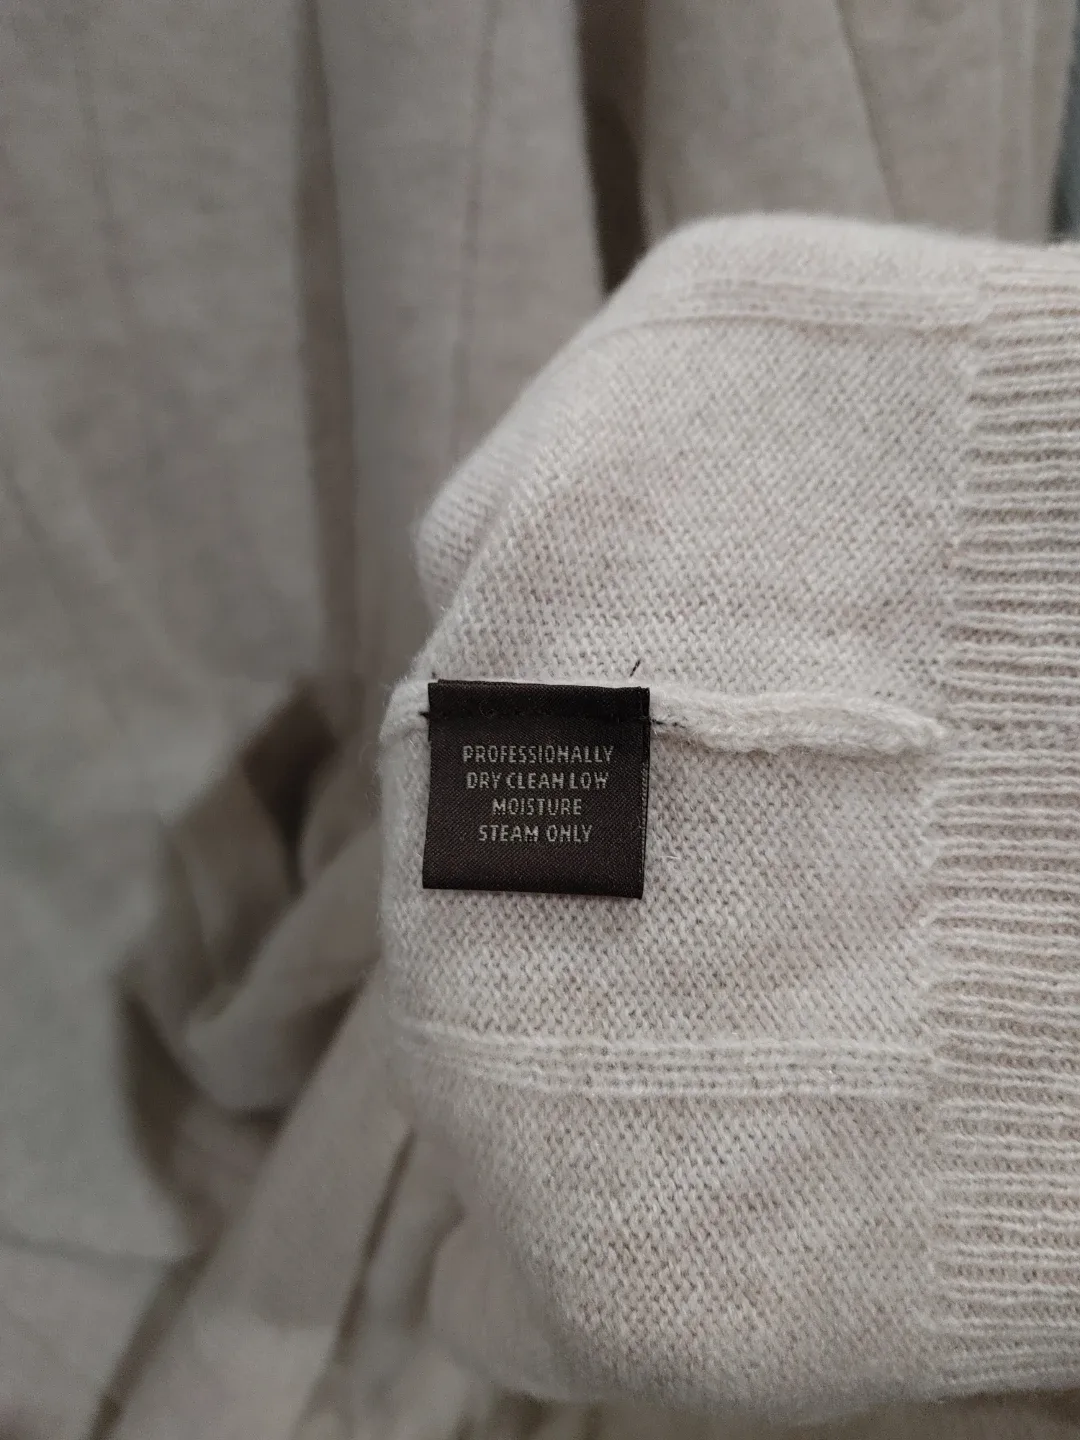 PROFESSIONALLY
DRY CLEAN LOW
MOISTURE
STEAM ONLY